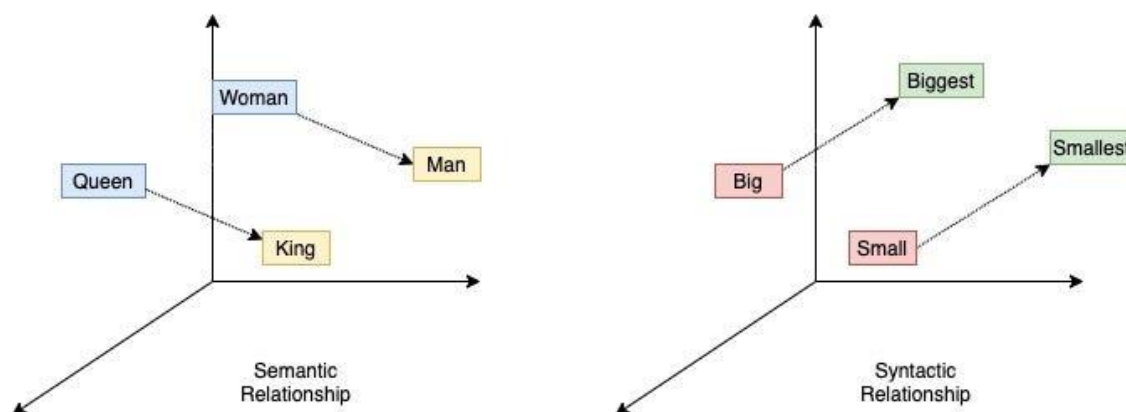 Woman
Man
Queen
King
Semantic
Relationship
Biggest
Smallest
Big
Small
Syntactic
Relationship